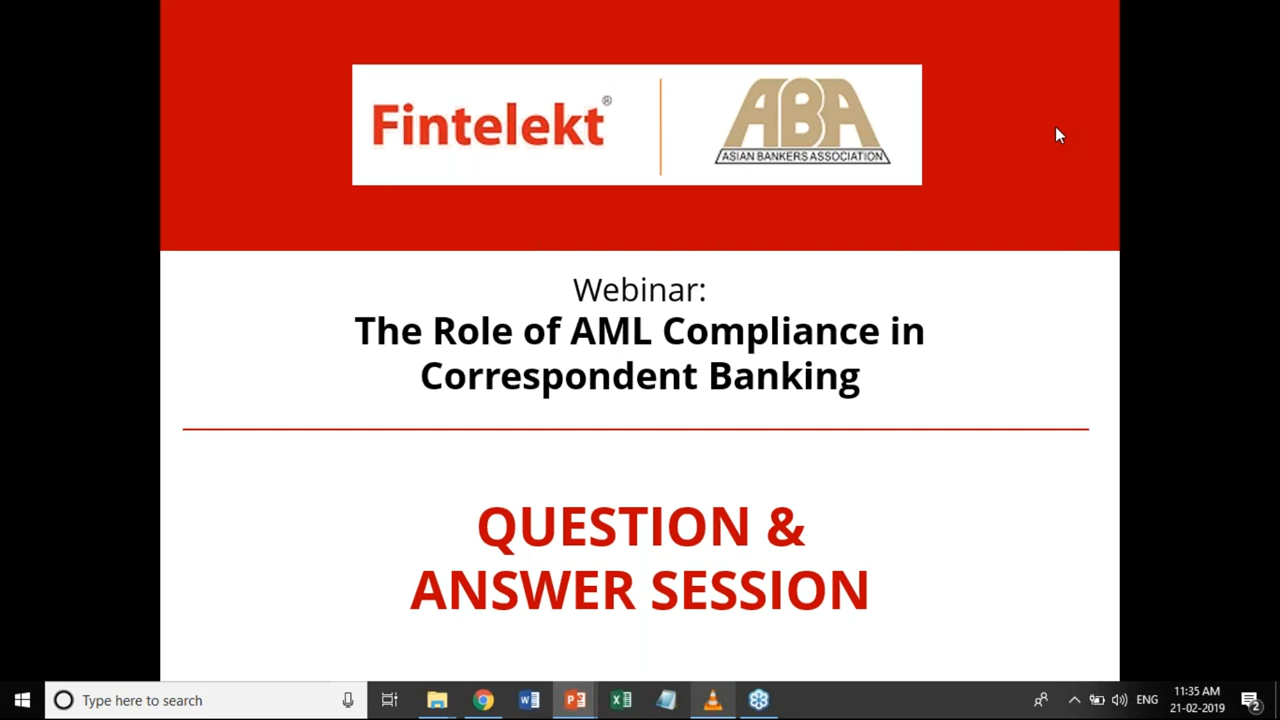 Fintelekt®
ABA
ASIAN BANKERS ASSOCIATION
Webinar:
The Role of AML Compliance in
Correspondent Banking
QUESTION &
ANSWER SESSION
Type here to search
ENG
11:35 AM
21-02-2019
2